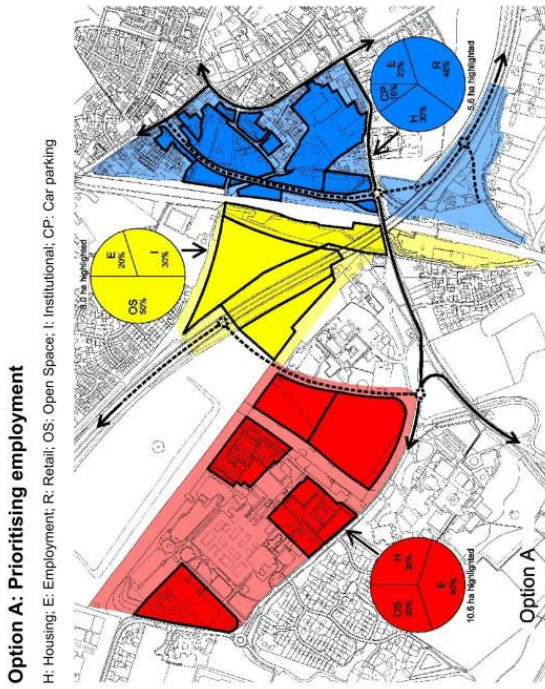 Option A: Prioritising employment
H: Housing; E: Employment; R: Retail; OS: Open Space; I: Institutional; CP: Car parking
OS
30%
H
30%
E
40%
10.6 ha highlighted
OS
50%
E
20%
I
30%
8.0 ha highlighted
CP
10%
E
20%
H
30%
R
40%
5.6 ha highlighted
Option A